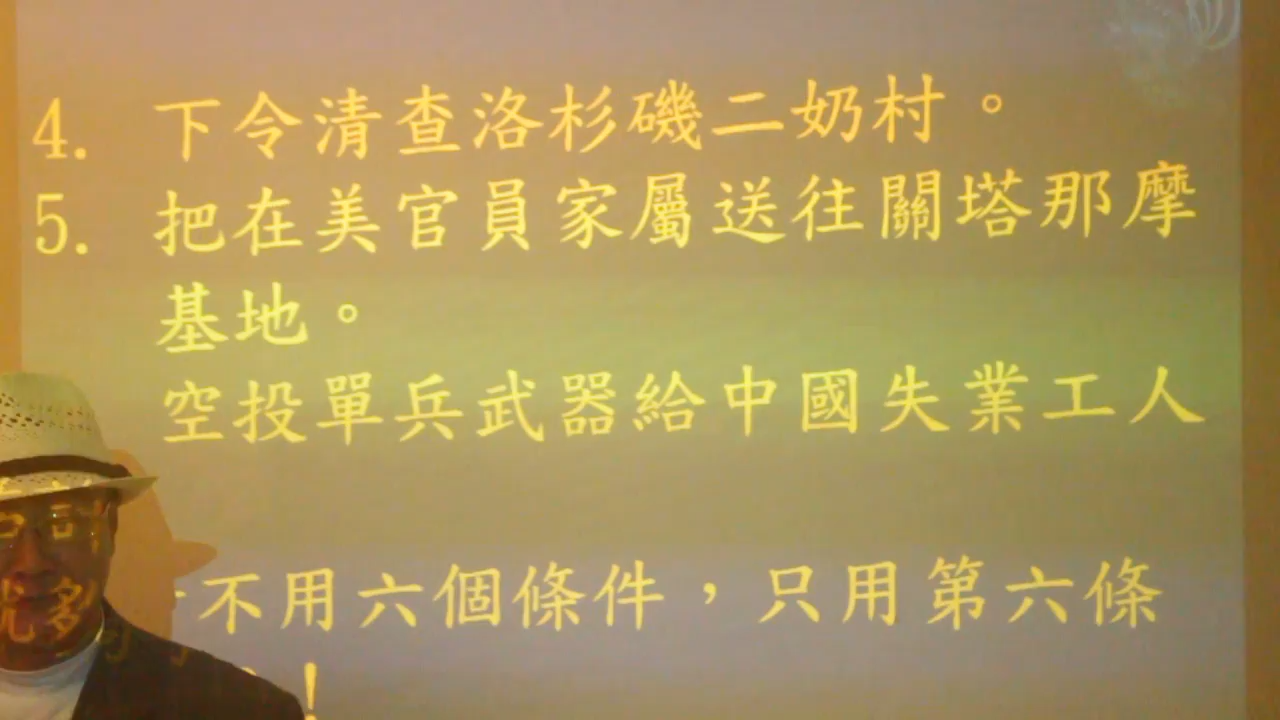 4. 下令清查洛杉磯二奶村。
5. 把在美官員家屬送往關塔那摩
基地。
空投單兵武器給中國失業工人
不用六個條件，只用第六條
！